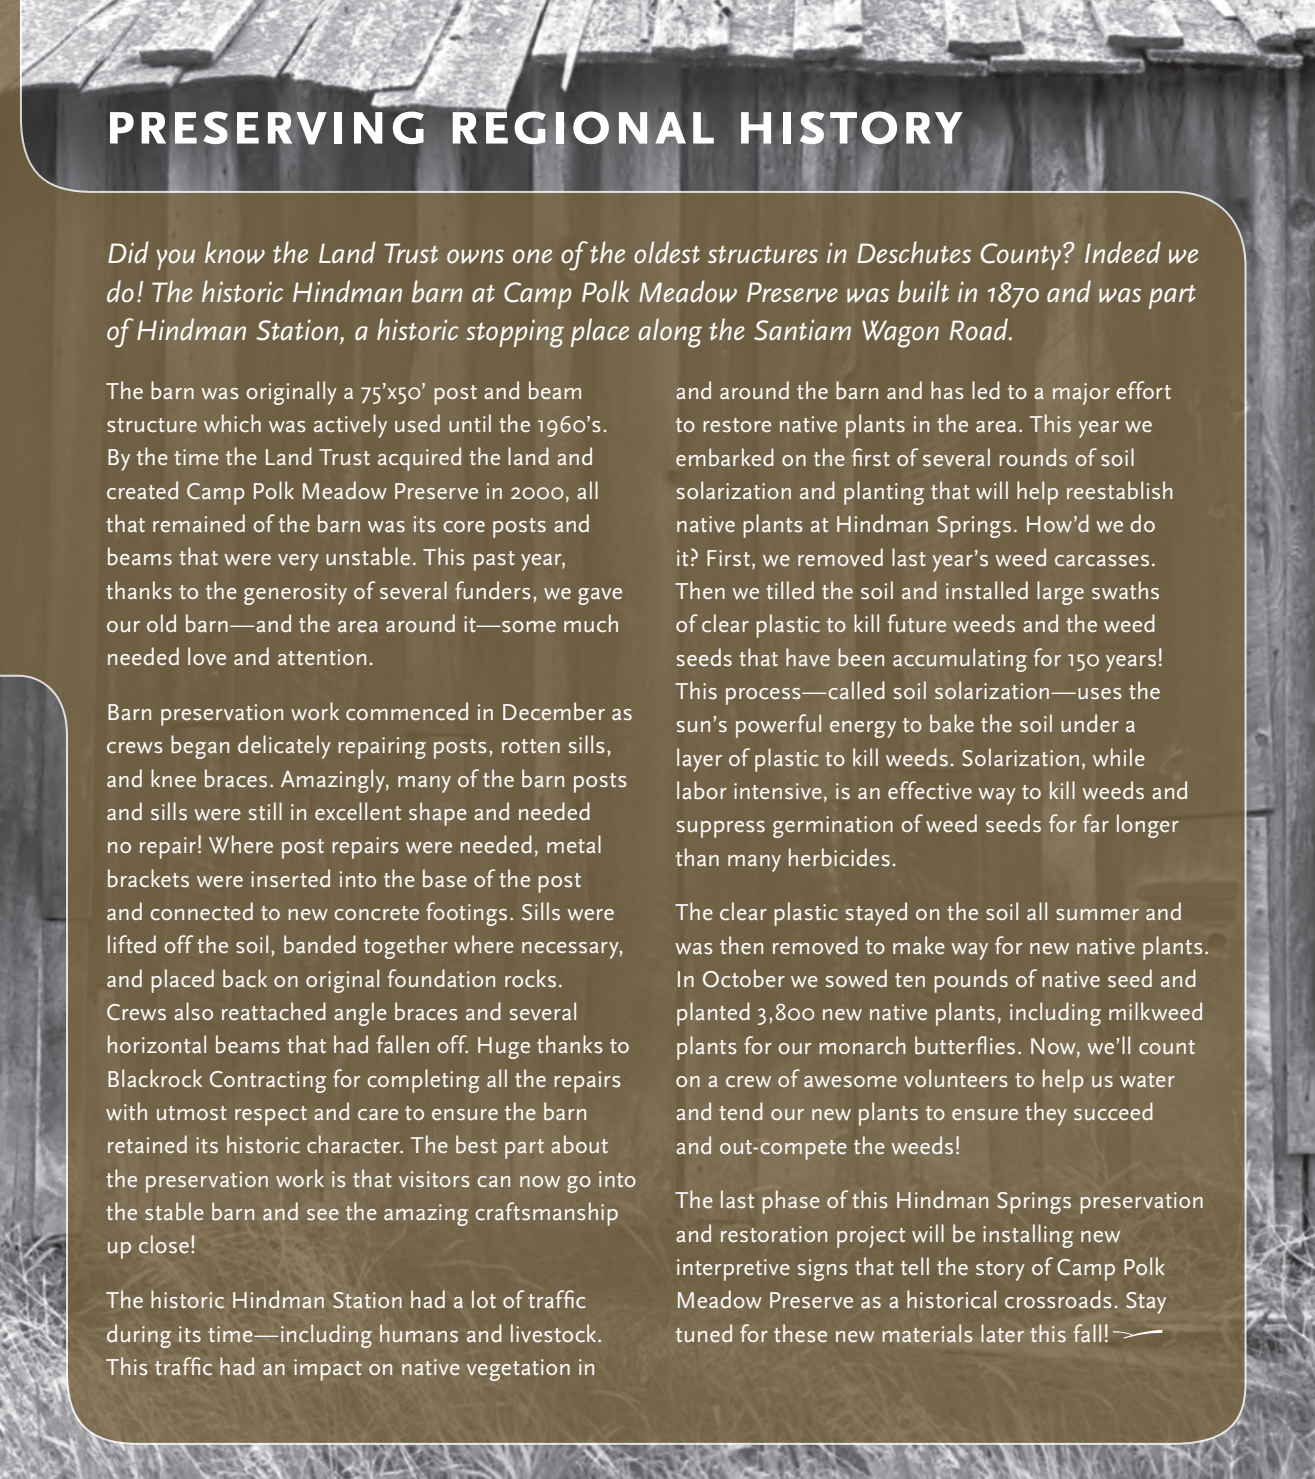 PRESERVING REGIONAL HISTORY
Did you know the Land Trust owns one of the oldest structures in Deschutes County? Indeed we
do! The historic Hindman barn at Camp Polk Meadow Preserve was built in 1870 and was part
of Hindman Station, a historic stopping place along the Santiam Wagon Road.
The barn was originally a 75’x50’ post and beam
structure which was actively used until the 1960’s.
By the time the Land Trust acquired the land and
created Camp Polk Meadow Preserve in 2000, all
that remained of the barn was its core posts and
beams that were very unstable. This past year,
thanks to the generosity of several funders, we gave
our old barn—and the area around it—some much
needed love and attention.
Barn preservation work commenced in December as
crews began delicately repairing posts, rotten sills,
and knee braces. Amazingly, many of the barn posts
and sills were still in excellent shape and needed
no repair! Where post repairs were needed, metal
brackets were inserted into the base of the post
and connected to new concrete footings. Sills were
lifted off the soil, banded together where necessary,
and placed back on original foundation rocks.
Crews also reattached angle braces and several
horizontal beams that had fallen off. Huge thanks to
Blackrock Contracting for completing all the repairs
with utmost respect and care to ensure the barn
retained its historic character. The best part about
the preservation work is that visitors can now go into
the stable barn and see the amazing craftsmanship
up close!
The historic Hindman Station had a lot of traffic
during its time—including humans and livestock.
This traffic had an impact on native vegetation in
and around the barn and has led to a major effort
to restore native plants in the area. This year we
embarked on the first of several rounds of soil
solarization and planting that will help reestablish
native plants at Hindman Springs. How’d we do
it? First, we removed last year’s weed carcasses.
Then we tilled the soil and installed large swaths
of clear plastic to kill future weeds and the weed
seeds that have been accumulating for 150 years!
This process—called soil solarization—uses the
sun’s powerful energy to bake the soil under a
layer of plastic to kill weeds. Solarization, while
labor intensive, is an effective way to kill weeds and
suppress germination of weed seeds for far longer
than many herbicides.
The clear plastic stayed on the soil all summer and
was then removed to make way for new native plants.
In October we sowed ten pounds of native seed and
planted 3,800 new native plants, including milkweed
plants for our monarch butterflies. Now, we’ll count
on a crew of awesome volunteers to help us water
and tend our new plants to ensure they succeed
and out-compete the weeds!
The last phase of this Hindman Springs preservation
and restoration project will be installing new
interpretive signs that tell the story of Camp Polk
Meadow Preserve as a historical crossroads. Stay
tuned for these new materials later this fall!